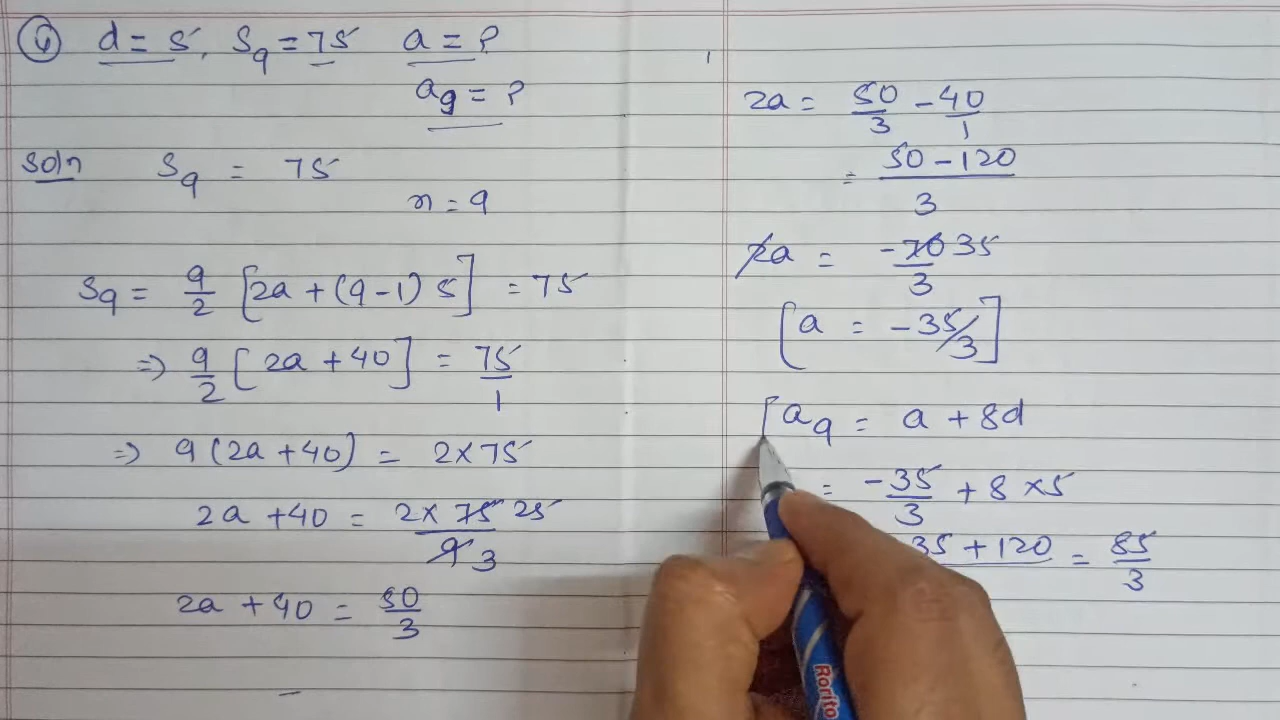 ④ d = 5, S₉ = 75 a = ?
a₉ = ?
Soln S₉ = 75
n = 9
S₉ = 9/2 [2a + (9-1) 5] = 75
⇒ 9/2 [2a + 40] = 75/1
⇒ 9(2a + 40) = 2 × 75
2a + 40 = 2 × 75 25 / 9 3
2a + 40 = 50/3
2a = 50/3 - 40/1
= 50 - 120 / 3
2a = -70 35 / 3
[a = -35/3]
[a₉ = a + 8d
= -35/3 + 8 × 5
35 + 120 = 85/3
Rorito